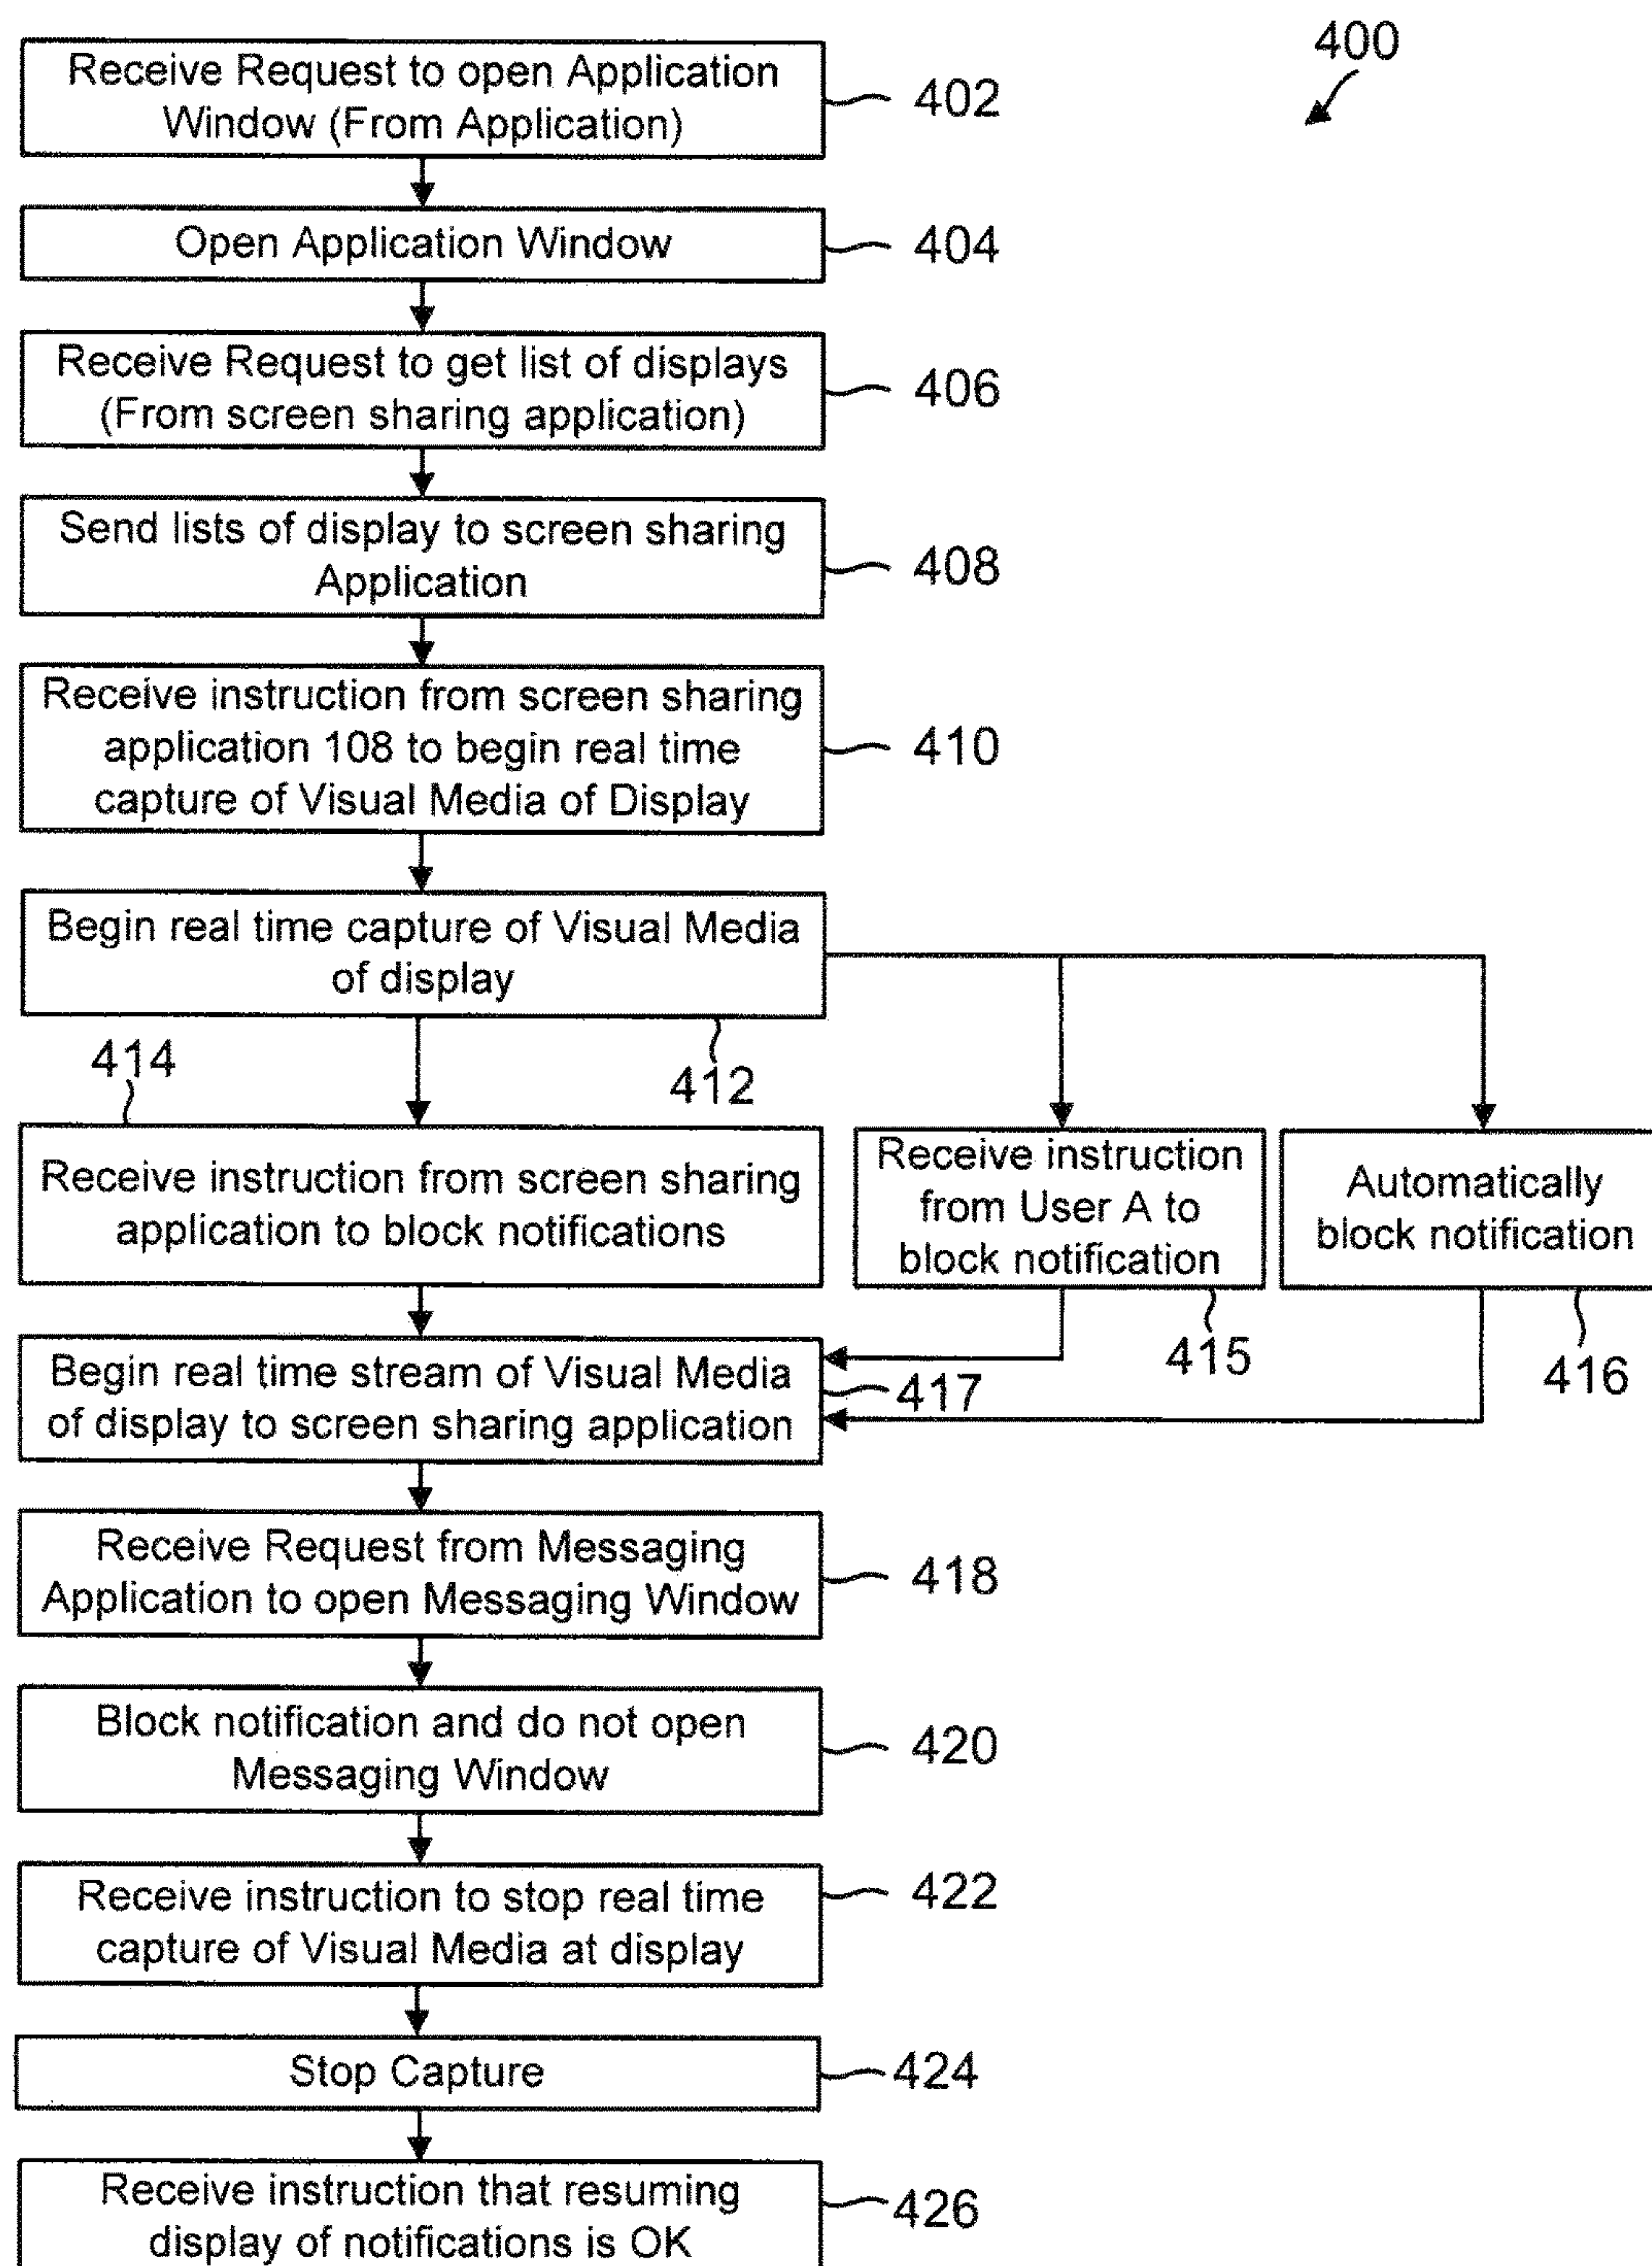 400
Receive Request to open Application
Window (From Application)
402
Open Application Window
404
Receive Request to get list of displays
(From screen sharing application)
406
Send lists of display to screen sharing
Application
408
Receive instruction from screen sharing
application 108 to begin real time
capture of Visual Media of Display
410
Begin real time capture of Visual Media
of display
412
414
Receive instruction from screen sharing
application to block notifications
Receive instruction
from User A to
block notification
415
Automatically
block notification
416
Begin real time stream of Visual Media
of display to screen sharing application
417
Receive Request from Messaging
Application to open Messaging Window
418
Block notification and do not open
Messaging Window
420
Receive instruction to stop real time
capture of Visual Media at display
422
Stop Capture
424
Receive instruction that resuming
display of notifications is OK
426